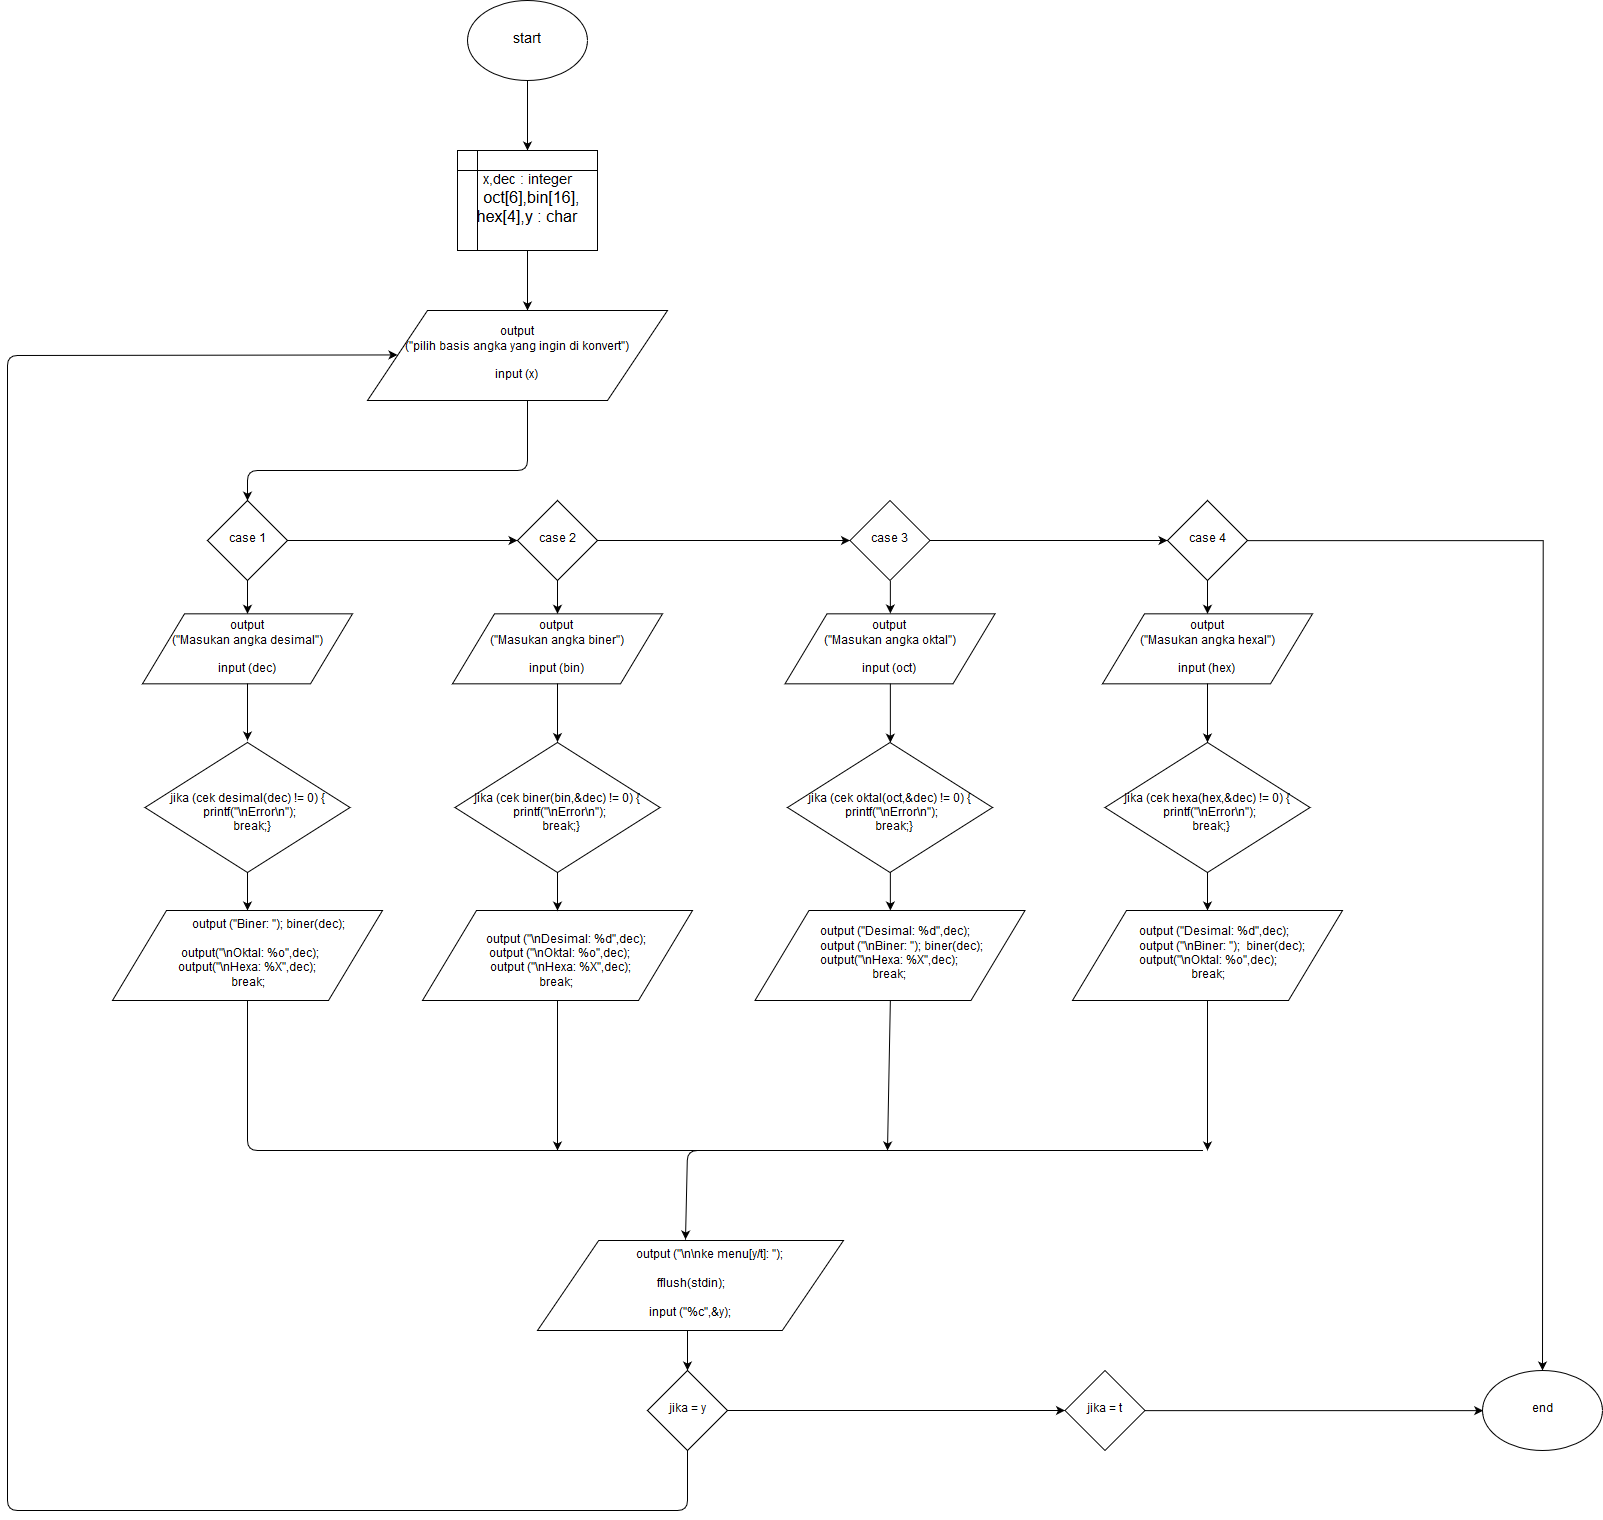 start
x,dec : integer
oct[6],bin[16],
hex[4],y : char
output
("pilih basis angka yang ingin di konvert")
input (x)
case 1
case 2
case 3
case 4
output
("Masukan angka desimal")
input (dec)
output
("Masukan angka biner")
input (bin)
output
("Masukan angka oktal")
input (oct)
output
("Masukan angka hexal")
input (hex)
jika (cek desimal(dec) != 0) {
printf("\nError\n");
break;}
jika (cek biner(bin,&dec) != 0) {
printf("\nError\n");
break;}
jika (cek oktal(oct,&dec) != 0) {
printf("\nError\n");
break;}
jika (cek hexa(hex,&dec) != 0) {
printf("\nError\n");
break;}
output ("Biner: "); biner(dec);
output("\nOktal: %o",dec);
output("\nHexa: %X",dec);
break;
output ("\nDesimal: %d",dec);
output ("\nOktal: %o",dec);
output ("\nHexa: %X",dec);
break;
output ("Desimal: %d",dec);
output ("\nBiner: "); biner(dec);
output("\nHexa: %X",dec);
break;
output ("Desimal: %d",dec);
output ("\nBiner: "); biner(dec);
output("\nOktal: %o",dec);
break;
output ("\n\nke menu[y/t]: ");
fflush(stdin);
input ("%c",&y);
jika = y
jika = t
end